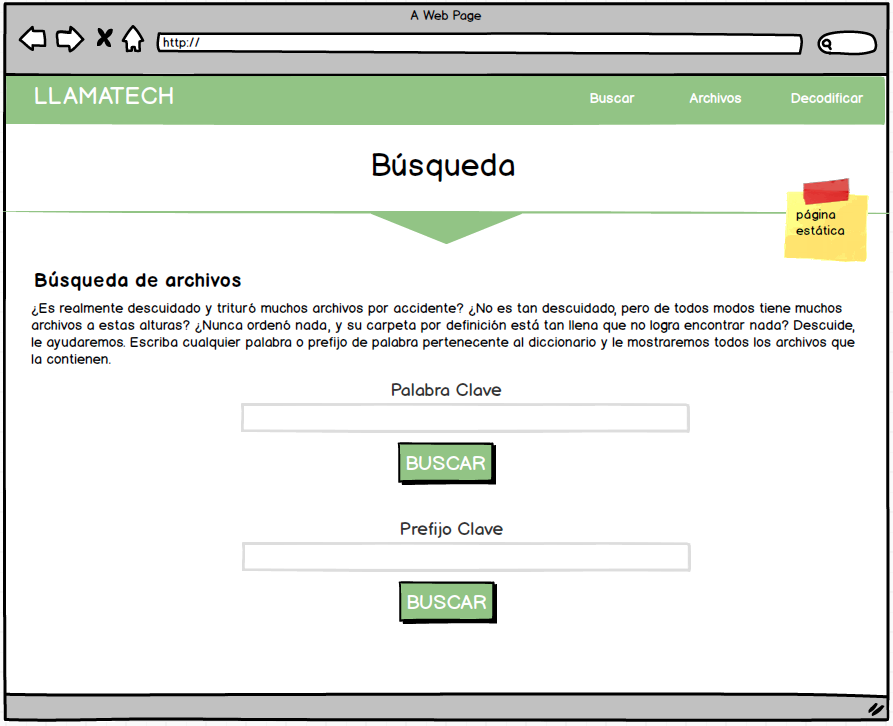 A Web Page
http://
LLAMATECH
Buscar
Archivos
Decodificar
Búsqueda
página
estática
Búsqueda de archivos
¿Es realmente descuidado y trituró muchos archivos por accidente? ¿No es tan descuidado, pero de todos modos tiene muchos
archivos a estas alturas? ¿Nunca ordenó nada, y su carpeta por definición está tan llena que no logra encontrar nada? Descuide,
le ayudaremos. Escriba cualquier palabra o prefijo de palabra pertenecente al diccionario y le mostraremos todos los archivos que
la contienen.
Palabra Clave
BUSCAR
Prefijo Clave
BUSCAR